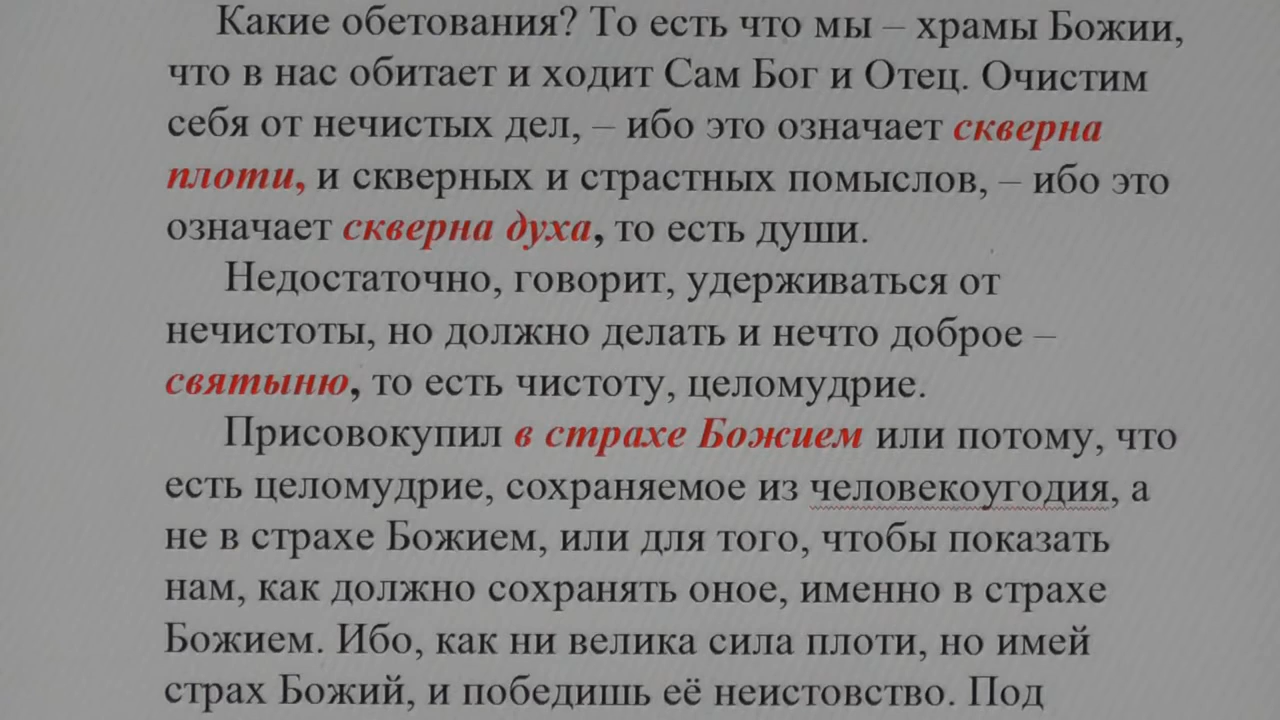 Какие обетования? То есть что мы – храмы Божии,
что в нас обитает и ходит Сам Бог и Отец. Очистим
себя от нечистых дел, – ибо это означает скверна
плоти, и скверных и страстных помыслов, – ибо это
означает скверна духа, то есть души.
Недостаточно, говорит, удерживаться от
нечистоты, но должно делать и нечто доброе –
святыню, то есть чистоту, целомудрие.
Присовокупил в страхе Божием или потому, что
есть целомудрие, сохраняемое из человекоугодия, а
не в страхе Божием, или для того, чтобы показать
нам, как должно сохранять оное, именно в страхе
Божием. Ибо, как ни велика сила плоти, но имей
страх Божий, и победишь её неистовство. Под